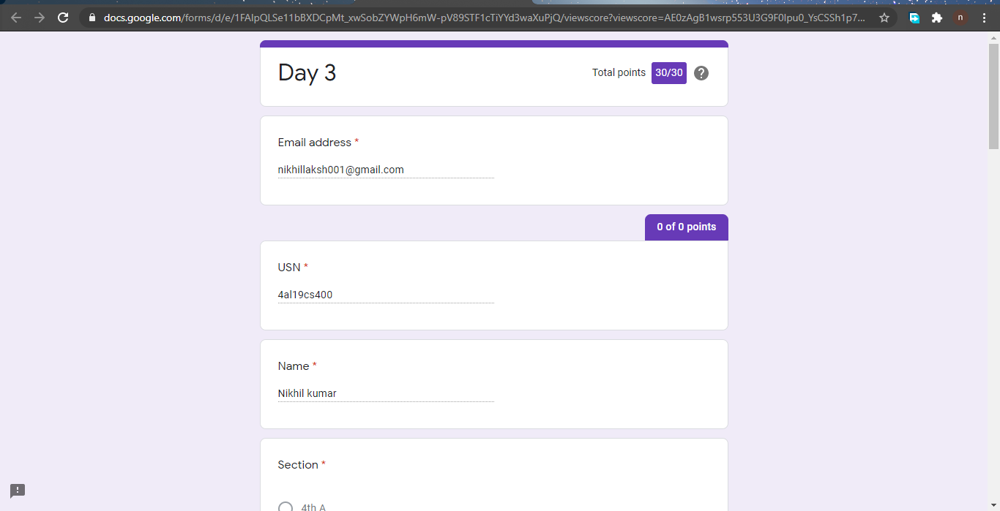 docs.google.com/forms/d/e/1FAIpQLSe11bBXDCpMt_xwSobZYWpH6mW-pV89STF1cTiYYd3waXuPjQ/viewscore?viewscore=AE0zAgB1wsrp553U3G9F0lpu0_YsCSSh1p7...
n
Day 3
Total points 30/30 ?
Email address *
nikhillaksh001@gmail.com
0 of 0 points
USN *
4al19cs400
Name *
Nikhil kumar
Section *
4th A